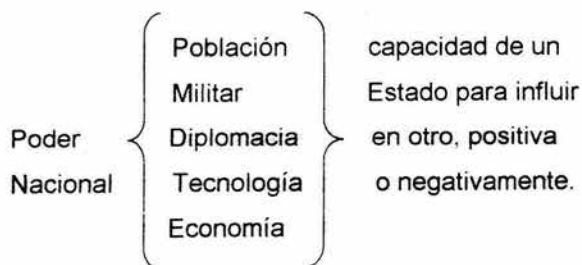 Poder
Nacional
Población
Militar
Diplomacia
Tecnología
Economía
capacidad de un
Estado para influir
en otro, positiva
o negativamente.